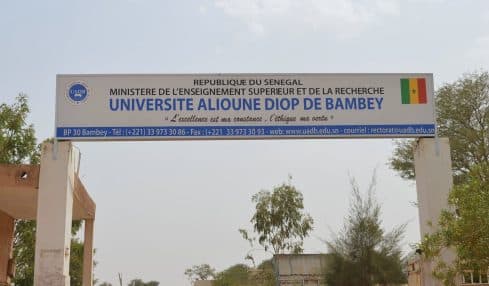 REPUBLIQUE DU SENEGAL
MINISTERE DE L'ENSEIGNEMENT SUPERIEUR ET DE LA RECHERCHE
UNIVERSITE ALIOUNE DIOP DE BAMBEY
"L'excellence est ma constance, l'éthique ma vertu"
BP 30 Bambey - Tél : (+221) 33 973 30 86 - Fax : (+221) 33 973 30 93 - web : www.uadb.edu.sn - courriel : rectorat@uadb.edu.sn
UADB